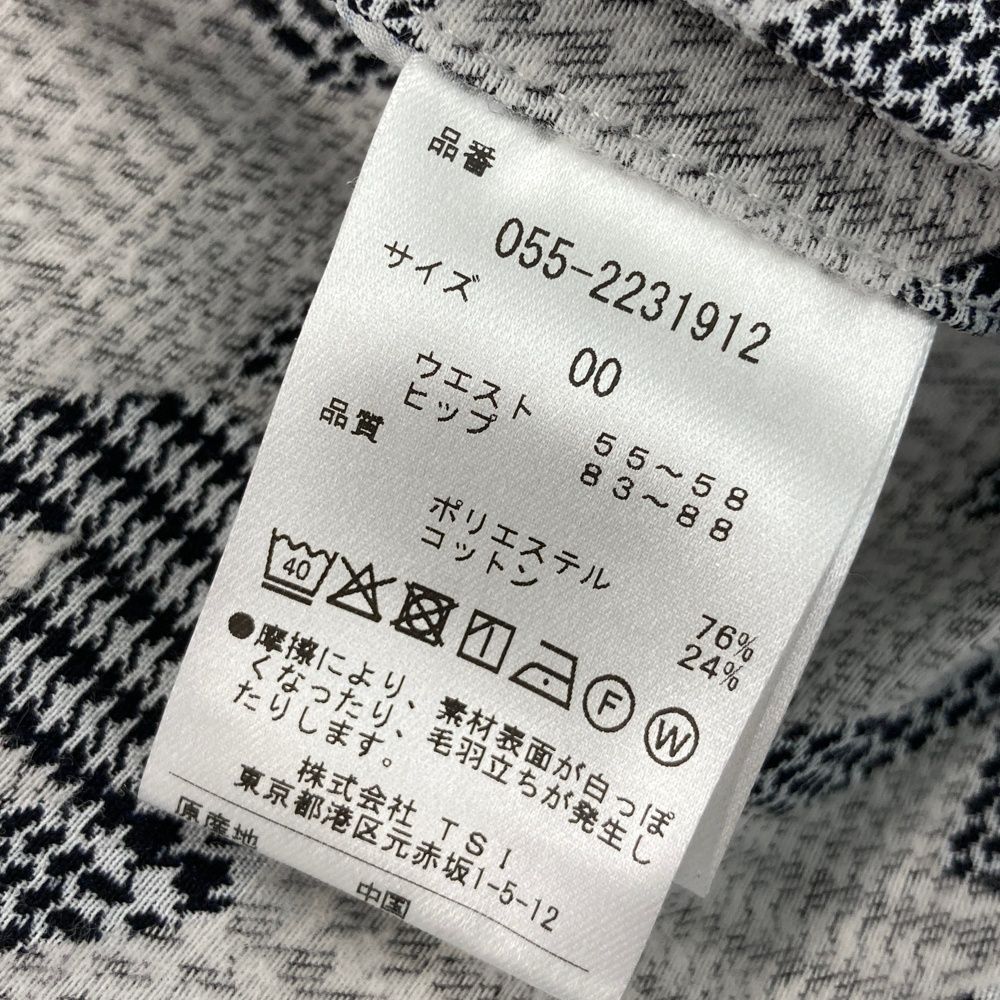 品番
055-2231912
サイズ
00
ウエスト 55～58
ヒップ 83～88
品質
ポリエステル 76%
コットン 24%
40
F W
●摩擦により、素材表面が白っぽ
くなったり、毛羽立ちが発生し
たりします。
株式会社 TSI
東京都港区元赤坂1-5-12
原産地
中国